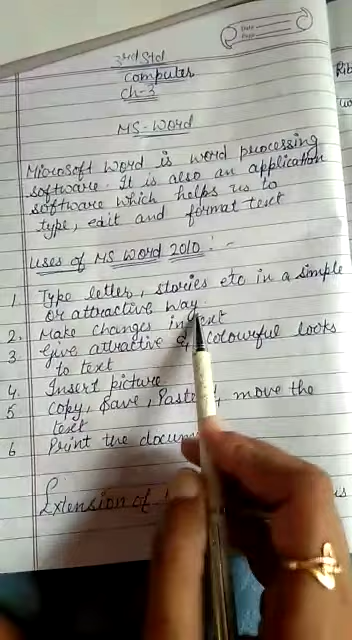 Date
Page
3rd Std
Computer
Ch-3
MS-Word
Microsoft Word is word processing
software. It is also an application
software which helps us to
type, edit and format text
Uses of MS Word 2010:-
1. Type letter, stories etc in a simple
or attractive way.
2. Make changes in text
3 Give attractive & colourful looks
to text
4. Insert picture
5 Copy, Save, Paste, move the
text
6 Print the docum
Extension of